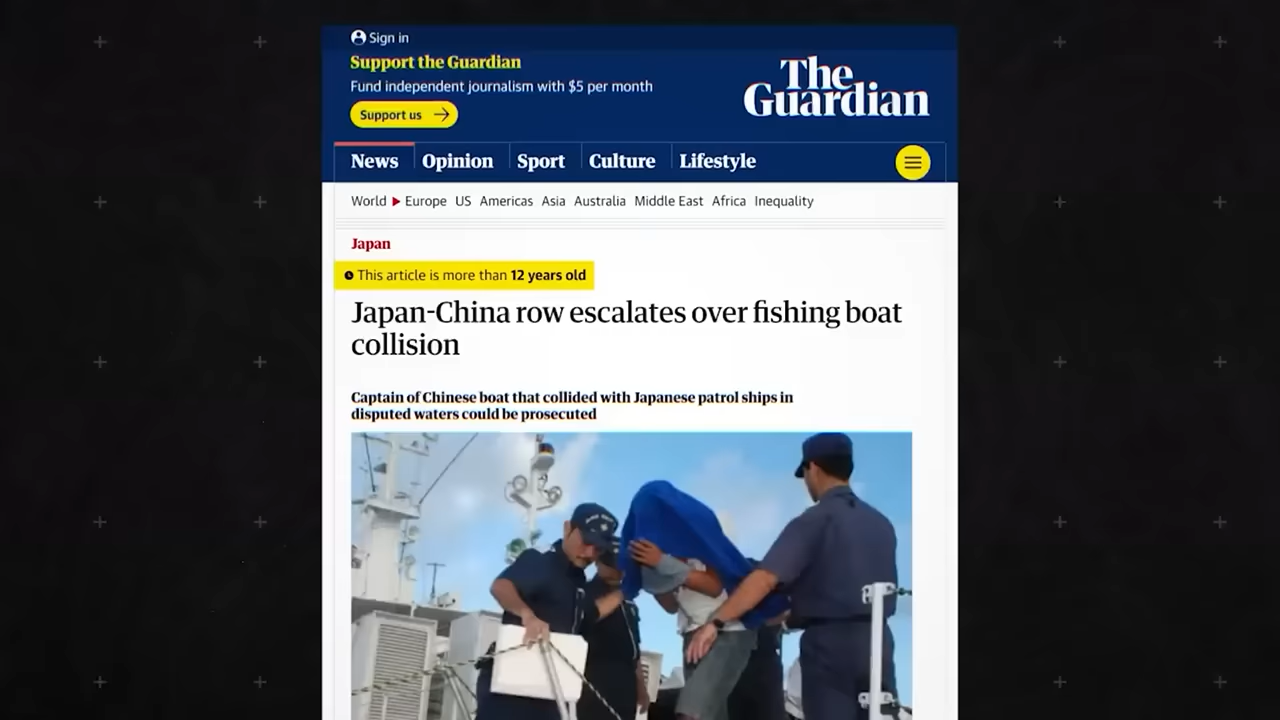 Sign in
Support the Guardian
Fund independent journalism with $5 per month
Support us
The
Guardian
News Opinion Sport Culture Lifestyle
World Europe US Americas Asia Australia Middle East Africa Inequality
Japan
This article is more than 12 years old
Japan-China row escalates over fishing boat
collision
Captain of Chinese boat that collided with Japanese patrol ships in
disputed waters could be prosecuted